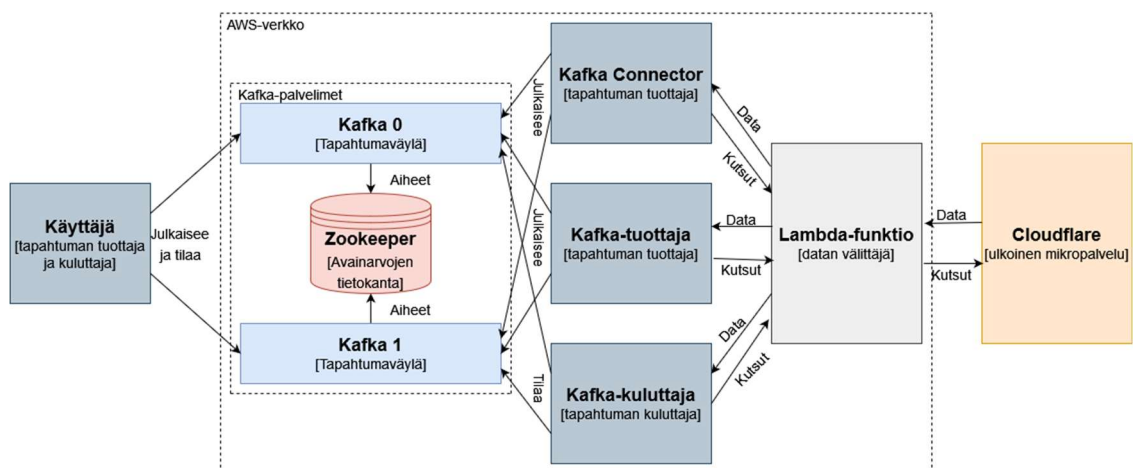 AWS-verkko
Kafka-palvelimet
Kafka 0
[Tapahtumaväylä]
Aiheet
Zookeeper
[Avainarvojen
tietokanta]
Aiheet
Kafka 1
[Tapahtumaväylä]
Käyttäjä
[tapahtuman tuottaja
ja kuluttaja]
Julkaisee
ja tilaa
Julkaisee
Julkaisee
Tilaa
Kafka Connector
[tapahtuman tuottaja]
Data
Kutsut
Kafka-tuottaja
[tapahtuman tuottaja]
Data
Kutsut
Kafka-kuluttaja
[tapahtuman kuluttaja]
Data
Kutsut
Lambda-funktio
[datan välittäjä]
Data
Kutsut
Cloudflare
[ulkoinen mikropalvelu]